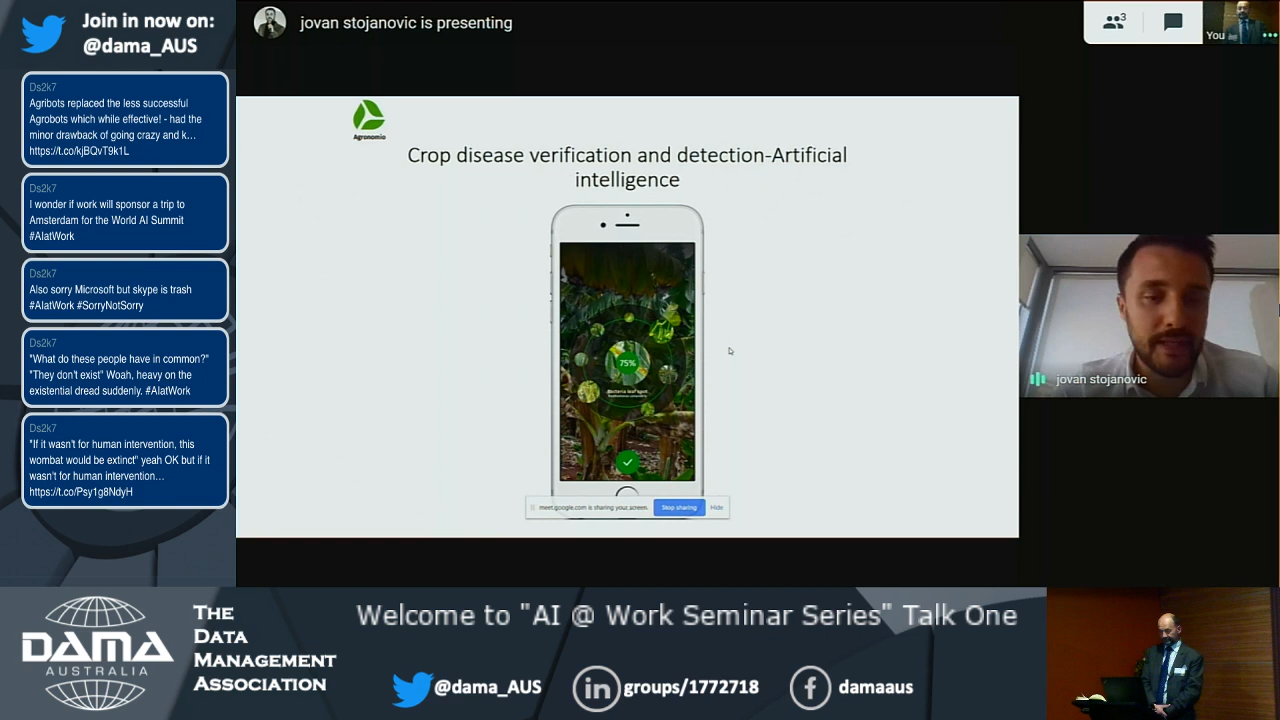 Join in now on:
@dama_AUS
Ds2k7
Agribots replaced the less successful
Agrobots which while effective! - had the
minor drawback of going crazy and k...
https://t.co/kjBQvT9k1L
Ds2k7
I wonder if work will sponsor a trip to
Amsterdam for the World AI Summit
#AIatWork
Ds2k7
Also sorry Microsoft but skype is trash
#AIatWork #SorryNotSorry
Ds2k7
"What do these people have in common?"
"They don't exist" Woah, heavy on the
existential dread suddenly. #AIatWork
Ds2k7
"If it wasn't for human intervention, this
wombat would be extinct" yeah OK but if it
wasn't for human intervention...
https://t.co/Psy1g8NdyH
jovan stojanovic is presenting
3
You
Agronomio
Crop disease verification and detection-Artificial
intelligence
75%
Bacteria leaf spot
meet.google.com is sharing your screen.
Stop sharing
Hide
jovan stojanovic
DAMA
AUSTRALIA
THE
DATA
MANAGEMENT
ASSOCIATION
Welcome to "AI @ Work Seminar Series" Talk One
@dama_AUS
in
groups/1772718
f
damaaus